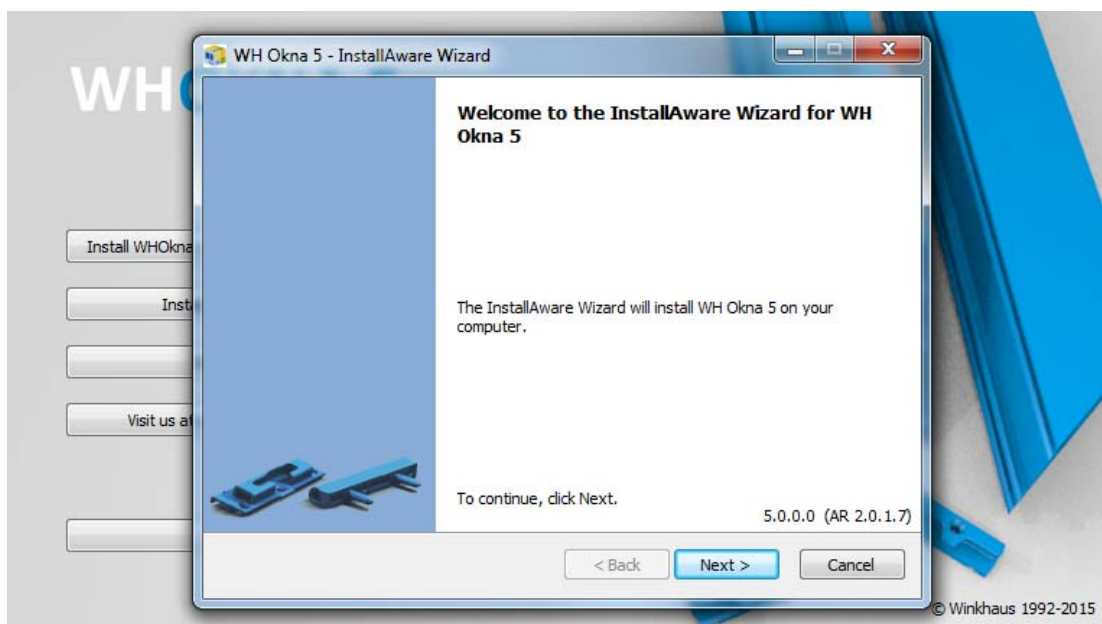 WH Okna 5 - InstallAware Wizard
WH
Welcome to the InstallAware Wizard for WH
Okna 5
Install WHOkna
The InstallAware Wizard will install WH Okna 5 on your
computer.
Visit us
To continue, click Next.
5.0.0.0 (AR 2.0.1.7)
< Back
Next >
Cancel
© Winkhaus 1992-2015